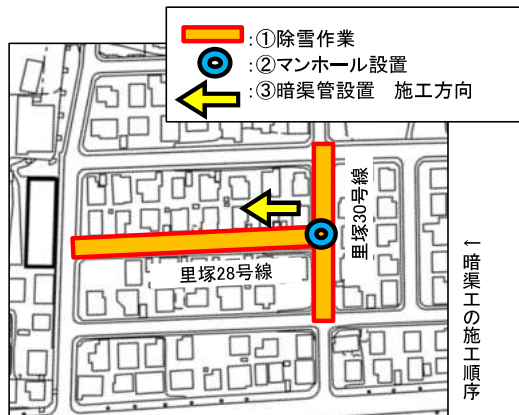 :①除雪作業
:②マンホール設置
:③暗渠管設置 施工方向
里塚30号線
里塚28号線
←暗渠工の施工順序